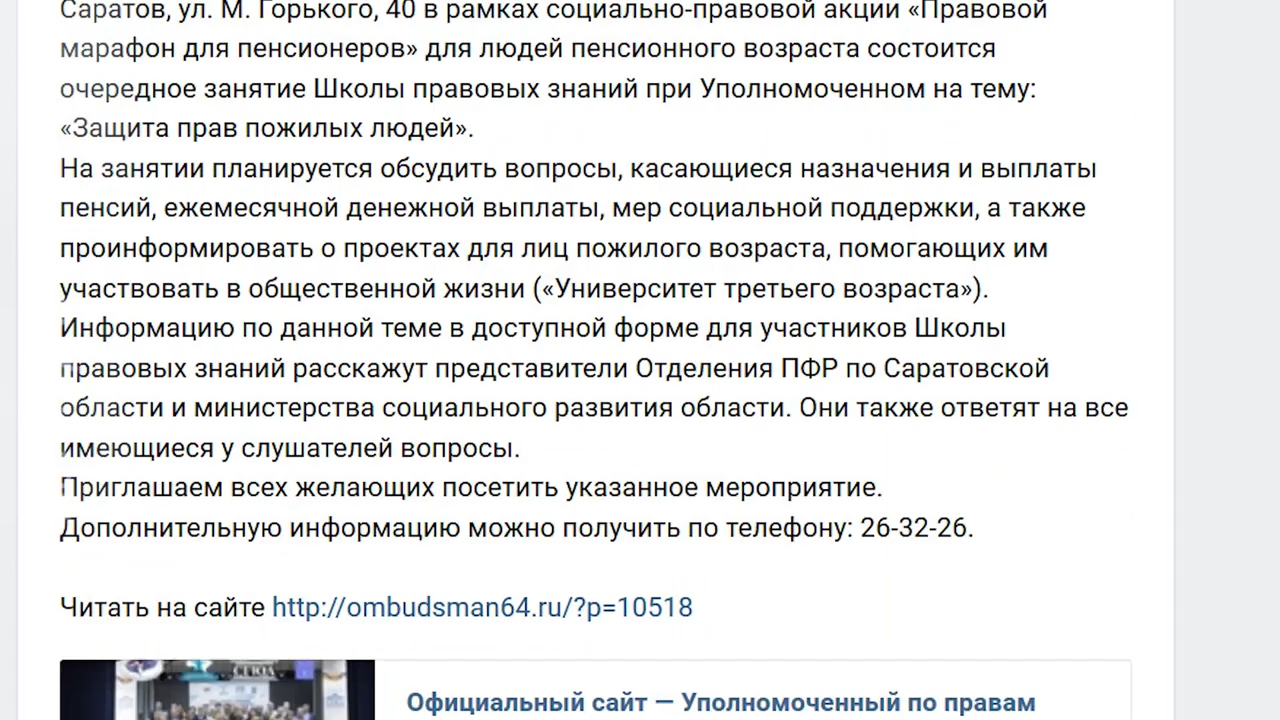 Саратов, ул. М. Горького, 40 в рамках социально-правовой акции «Правовой
марафон для пенсионеров» для людей пенсионного возраста состоится
очередное занятие Школы правовых знаний при Уполномоченном на тему:
«Защита прав пожилых людей».
На занятии планируется обсудить вопросы, касающиеся назначения и выплаты
пенсий, ежемесячной денежной выплаты, мер социальной поддержки, а также
проинформировать о проектах для лиц пожилого возраста, помогающих им
участвовать в общественной жизни («Университет третьего возраста»).
Информацию по данной теме в доступной форме для участников Школы
правовых знаний расскажут представители Отделения ПФР по Саратовской
области и министерства социального развития области. Они также ответят на все
имеющиеся у слушателей вопросы.
Приглашаем всех желающих посетить указанное мероприятие.
Дополнительную информацию можно получить по телефону: 26-32-26.
Читать на сайте http://ombudsman64.ru/?p=10518
Официальный сайт — Уполномоченный по правам